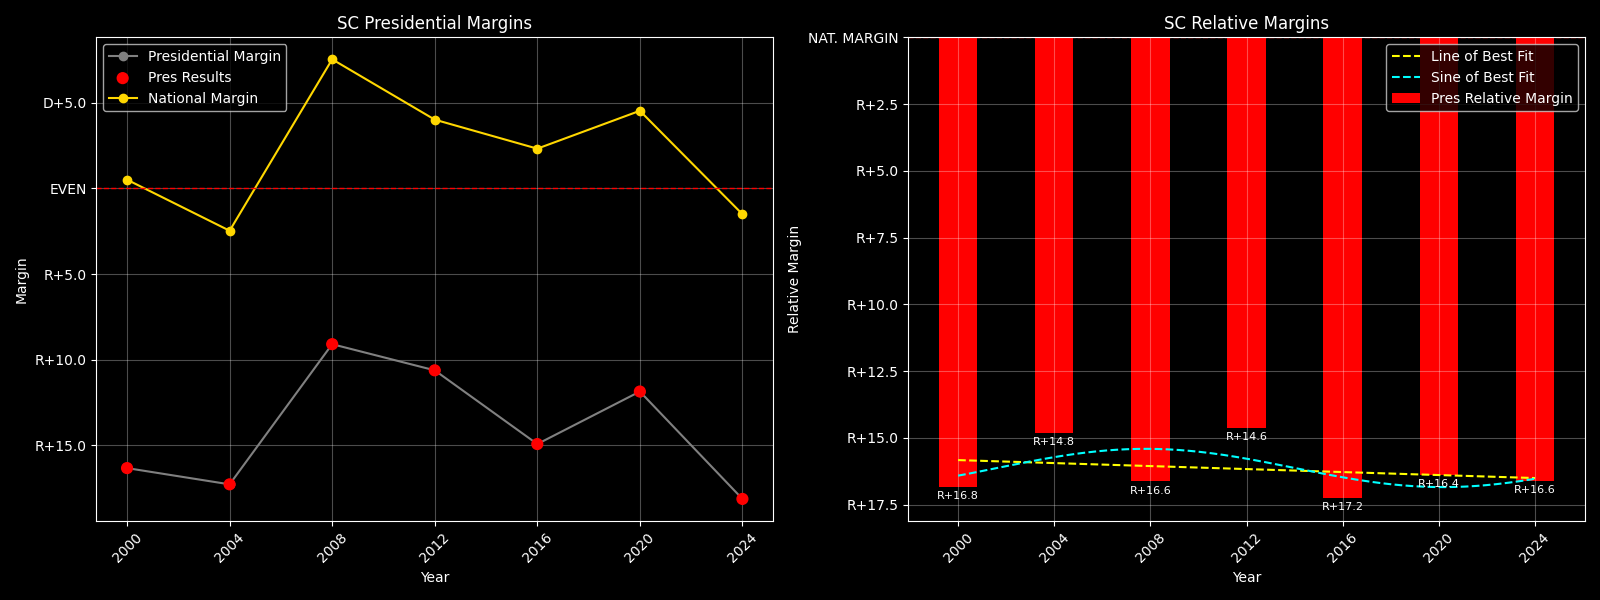 SC Presidential Margins
Presidential Margin
Pres Results
National Margin
D+5.0
EVEN
R+5.0
R+10.0
R+15.0
Margin
2000
2004
2008
2012
2016
2020
2024
Year
SC Relative Margins
Line of Best Fit
Sine of Best Fit
Pres Relative Margin
NAT. MARGIN
R+2.5
R+5.0
R+7.5
R+10.0
R+12.5
R+15.0
R+17.5
Relative Margin
R+16.8
R+14.8
R+16.6
R+14.6
R+17.2
R+16.4
R+16.6
2000
2004
2008
2012
2016
2020
2024
Year